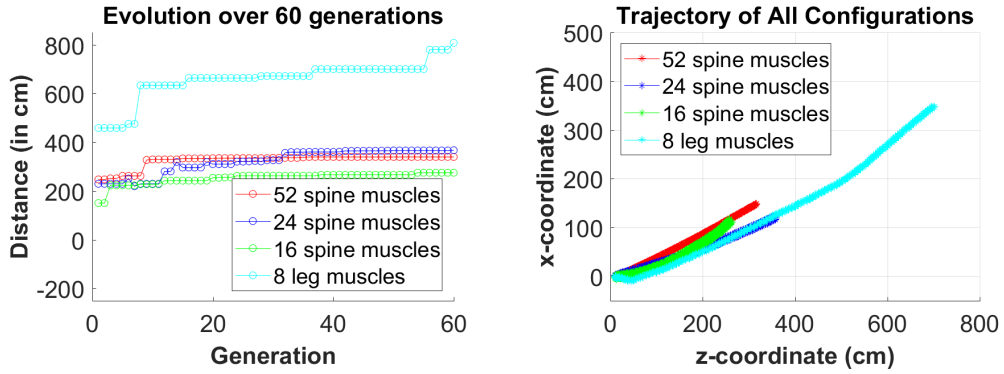 Evolution over 60 generations
800
600
400
200
0
-200
0
20
40
60
Distance (in cm)
Generation
52 spine muscles
24 spine muscles
16 spine muscles
8 leg muscles
Trajectory of All Configurations
500
400
300
200
100
0
0
200
400
600
800
x-coordinate (cm)
z-coordinate (cm)
52 spine muscles
24 spine muscles
16 spine muscles
8 leg muscles